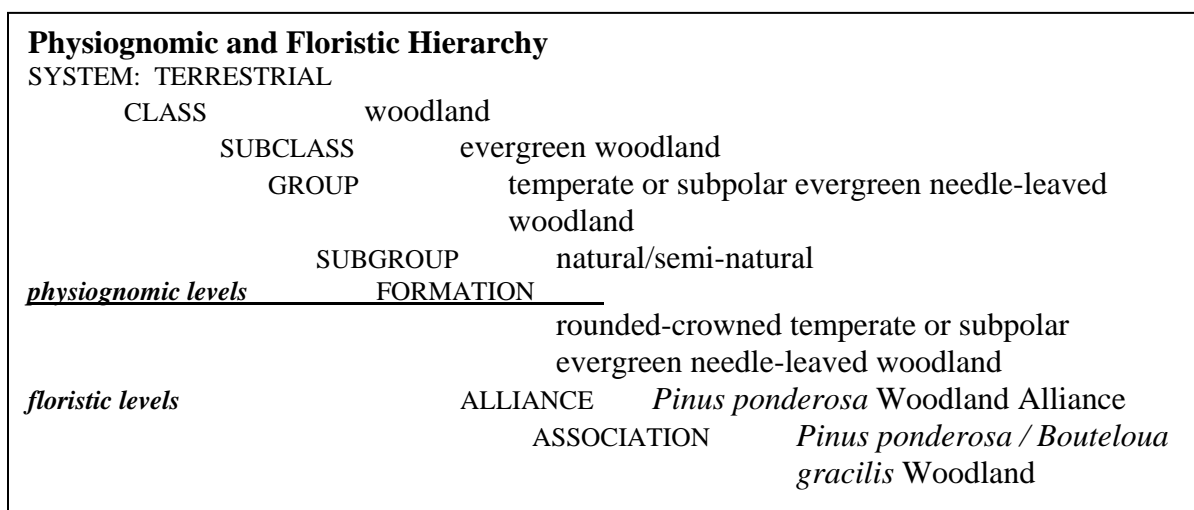 Physiognomic and Floristic Hierarchy
SYSTEM: TERRESTRIAL
CLASS woodland
SUBCLASS evergreen woodland
GROUP temperate or subpolar evergreen needle-leaved
woodland
SUBGROUP natural/semi-natural
physiognomic levels FORMATION
rounded-crowned temperate or subpolar
evergreen needle-leaved woodland
floristic levels ALLIANCE Pinus ponderosa Woodland Alliance
ASSOCIATION Pinus ponderosa / Bouteloua
gracilis Woodland